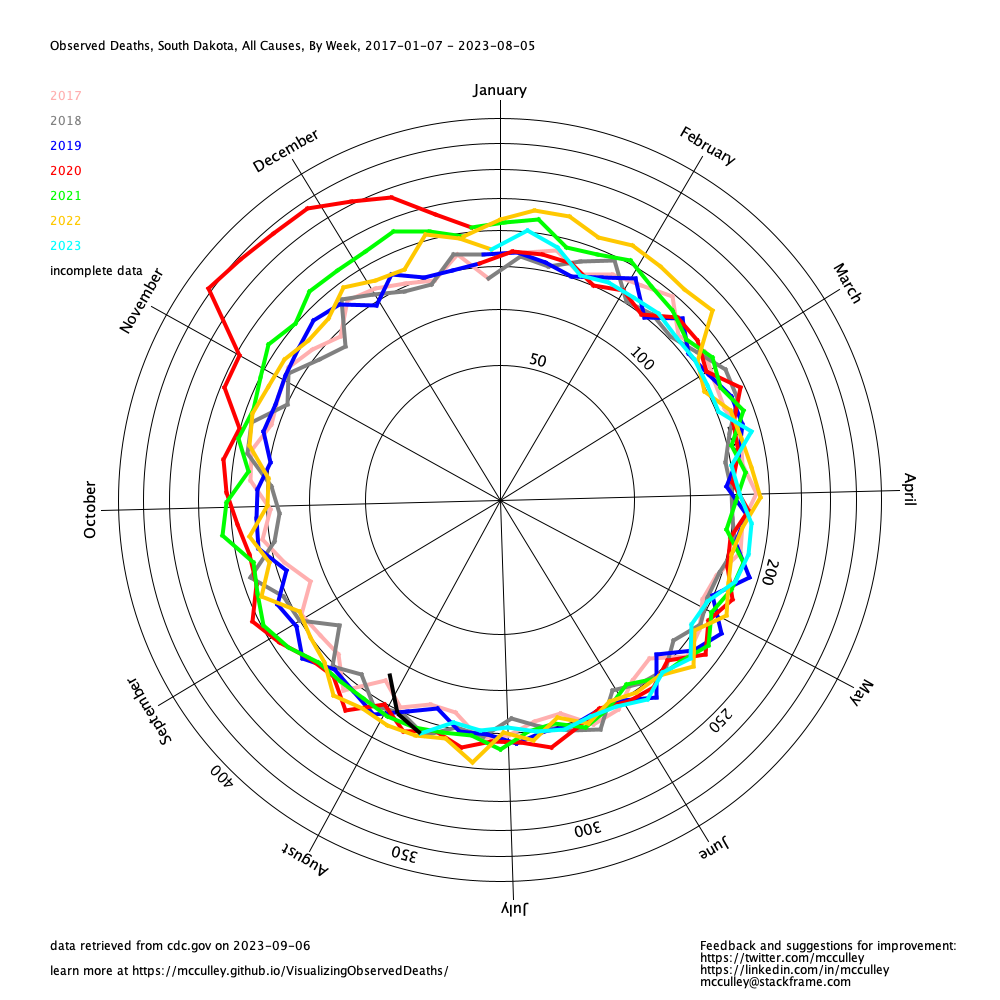 Observed Deaths, South Dakota, All Causes, By Week, 2017-01-07 - 2023-08-05
2017
2018
2019
2020
2021
2022
2023
incomplete data
January
February
March
April
May
June
July
August
September
October
November
December
50
100
200
250
300
350
400
data retrieved from cdc.gov on 2023-09-06
learn more at https://mcculley.github.io/VisualizingObservedDeaths/
Feedback and suggestions for improvement:
https://twitter.com/mcculley
https://linkedin.com/in/mcculley
mcculley@stackframe.com